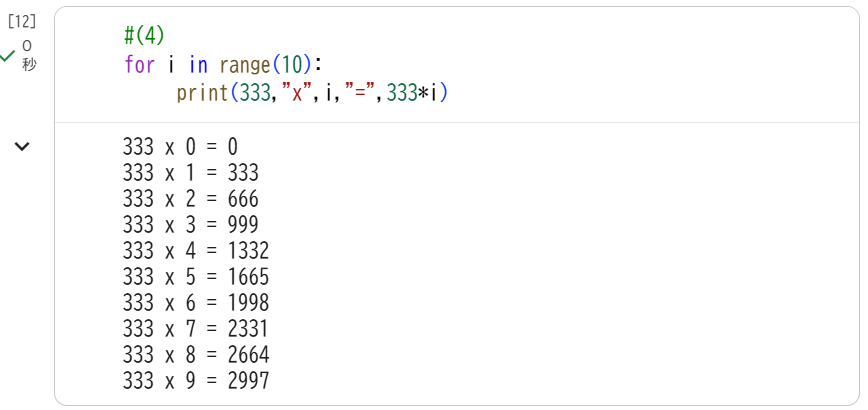 [12]
0
秒
#(4)
for i in range(10):
     print(333,"x",i,"=",333*i)
333 x 0 = 0
333 x 1 = 333
333 x 2 = 666
333 x 3 = 999
333 x 4 = 1332
333 x 5 = 1665
333 x 6 = 1998
333 x 7 = 2331
333 x 8 = 2664
333 x 9 = 2997